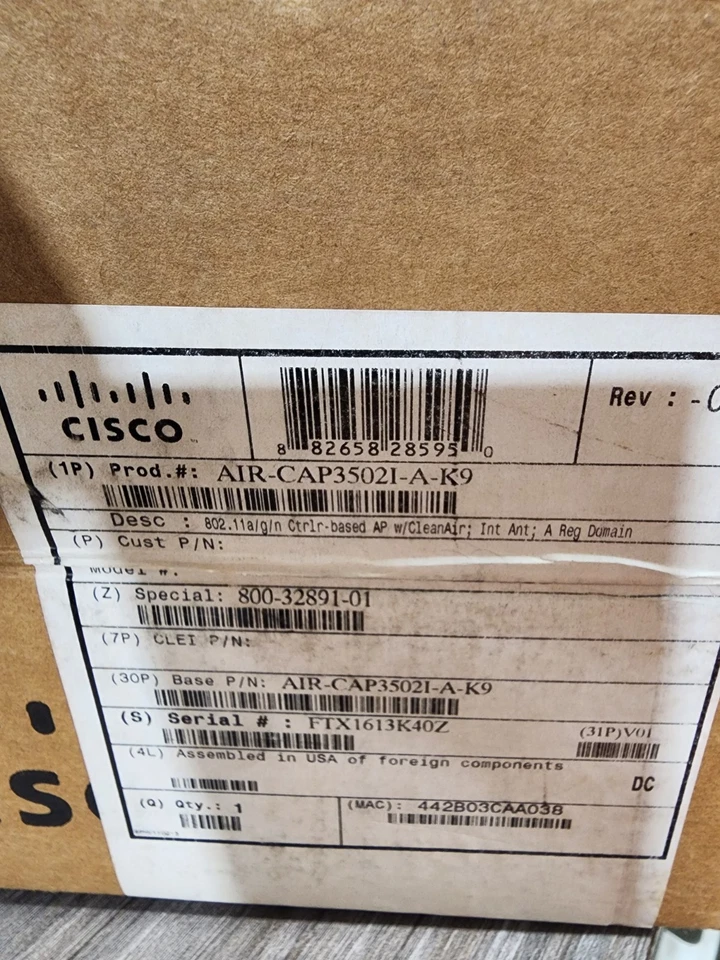 CISCO
8 82658 28595 0
Rev : -0
(1P) Prod.#: AIR-CAP3502I-A-K9
Desc : 802.11a/g/n Ctrlr-based AP w/CleanAir; Int Ant; A Reg Domain
(P) Cust P/N:
Model #:
(Z) Special: 800-32891-01
(7P) CLEI P/N:
(30P) Base P/N: AIR-CAP3502I-A-K9
(S) Serial # : FTX1613K40Z
(31P)V01
(4L) Assembled in USA of foreign components
DC
(Q) Qty.: 1
(MAC): 442B03CAA038